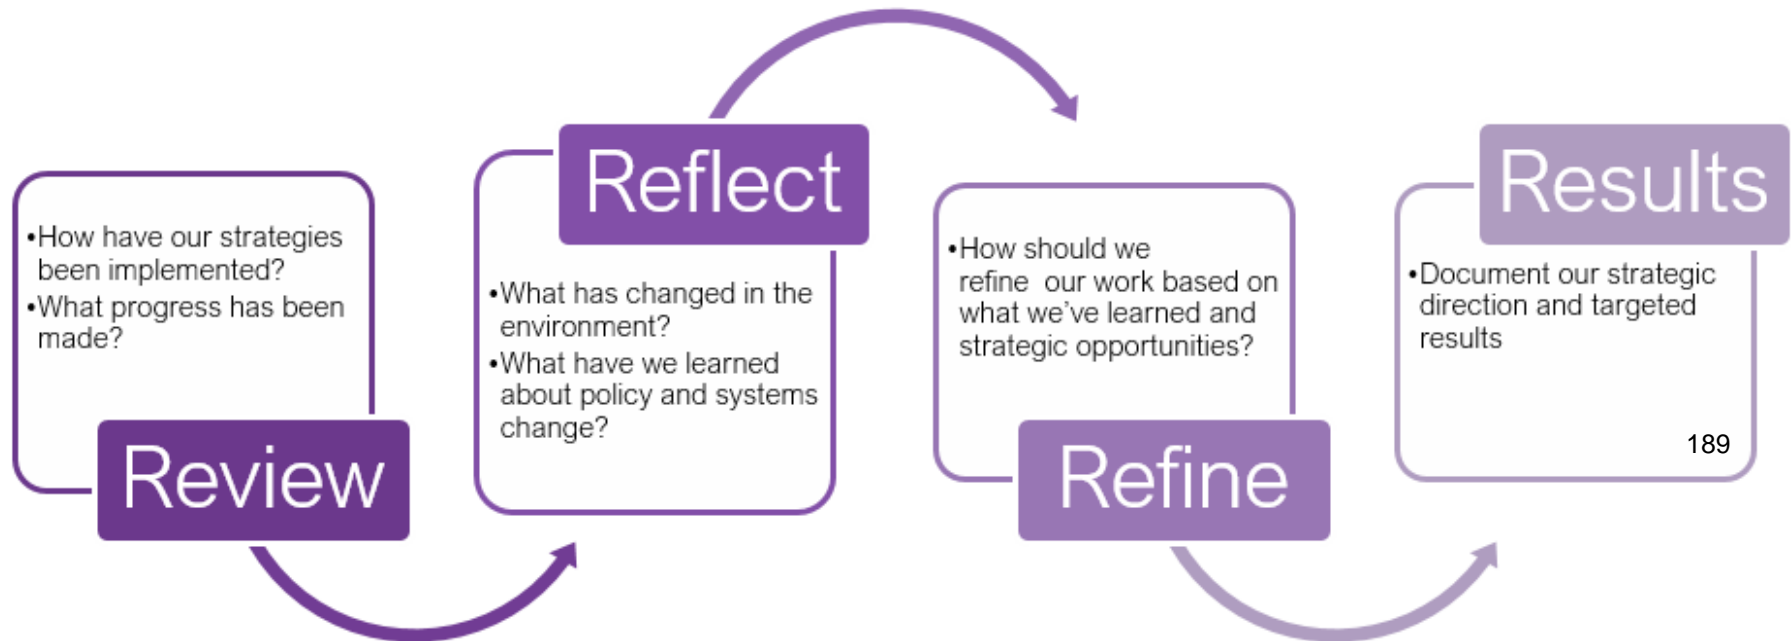 •How have our strategies
been implemented?
•What progress has been
made?
Review
Reflect
•What has changed in the
environment?
•What have we learned
about policy and systems
change?
•How should we
refine  our work based on
what we’ve learned and
strategic opportunities?
Refine
Results
•Document our strategic
direction and targeted
results
189